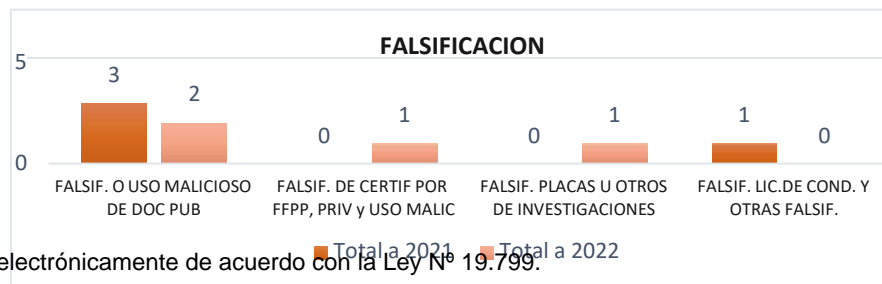 FALSIFICACION
5
3
2
0
1
0
1
1
0
0
FALSIF. O USO MALICIOSO DE DOC PUB
FALSIF. DE CERTIF POR FFPP, PRIV y USO MALIC
FALSIF. PLACAS U OTROS DE INVESTIGACIONES
FALSIF. LIC.DE COND. Y OTRAS FALSIF.
Total a 2021 Total a 2022
electrónicamente de acuerdo con la Ley Nº 19.799.